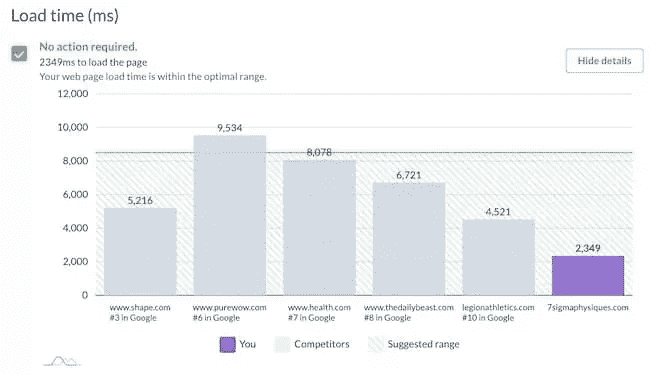 Load time (ms)
No action required.
2349ms to load the page
Your web page load time is within the optimal range.
Hide details
12,000
10,000
8,000
6,000
4,000
2,000
0
5,216
9,534
8,078
6,721
4,521
2,349
www.shape.com
#3 in Google
www.purewow.com
#6 in Google
www.health.com
#7 in Google
www.thedailybeast.com
#8 in Google
legionathletics.com
#10 in Google
7sigmaphysiques.com
You
Competitors
Suggested range